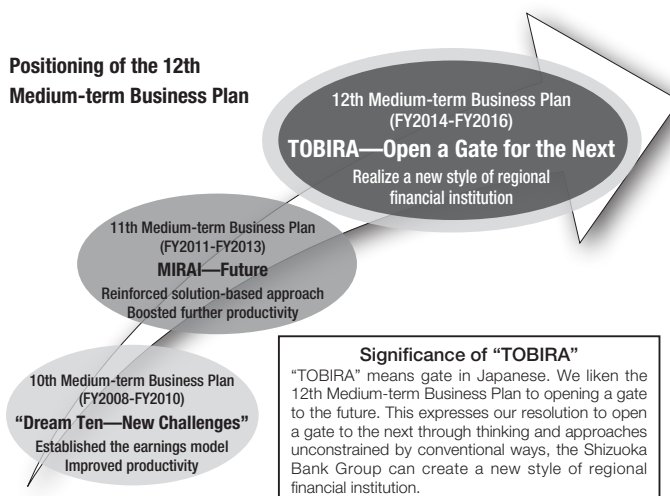 Positioning of the 12th
Medium-term Business Plan
12th Medium-term Business Plan
(FY2014-FY2016)
TOBIRA—Open a Gate for the Next
Realize a new style of regional
financial institution
11th Medium-term Business Plan
(FY2011-FY2013)
MIRAI—Future
Reinforced solution-based approach
Boosted further productivity
10th Medium-term Business Plan
(FY2008-FY2010)
“Dream Ten—New Challenges”
Established the earnings model
Improved productivity
Significance of “TOBIRA”
“TOBIRA” means gate in Japanese. We liken the
12th Medium-term Business Plan to opening a gate
to the future. This expresses our resolution to open
a gate to the next through thinking and approaches
unconstrained by conventional ways, the Shizuoka
Bank Group can create a new style of regional
financial institution.